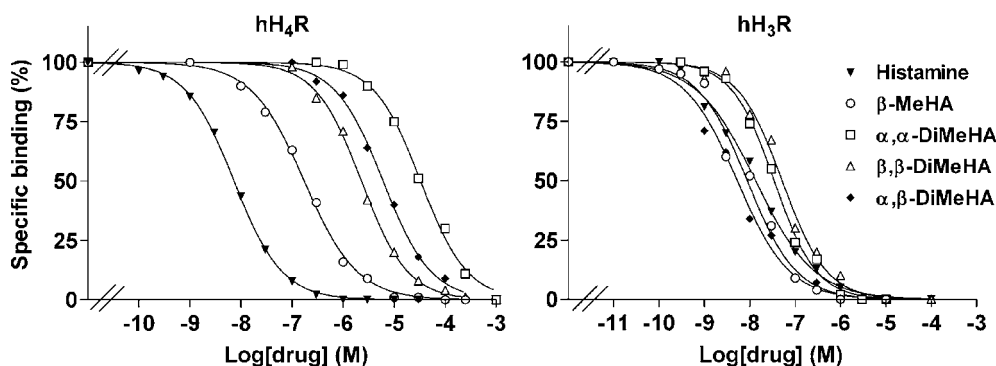 hH₄R
hH₃R
Specific binding (%)
100
75
50
25
0
-10 -9 -8 -7 -6 -5 -4 -3
Log[drug] (M)
100
75
50
25
0
-11 -10 -9 -8 -7 -6 -5 -4 -3
Log[drug] (M)
Histamine
β-MeHA
α,α-DiMeHA
β,β-DiMeHA
α,β-DiMeHA